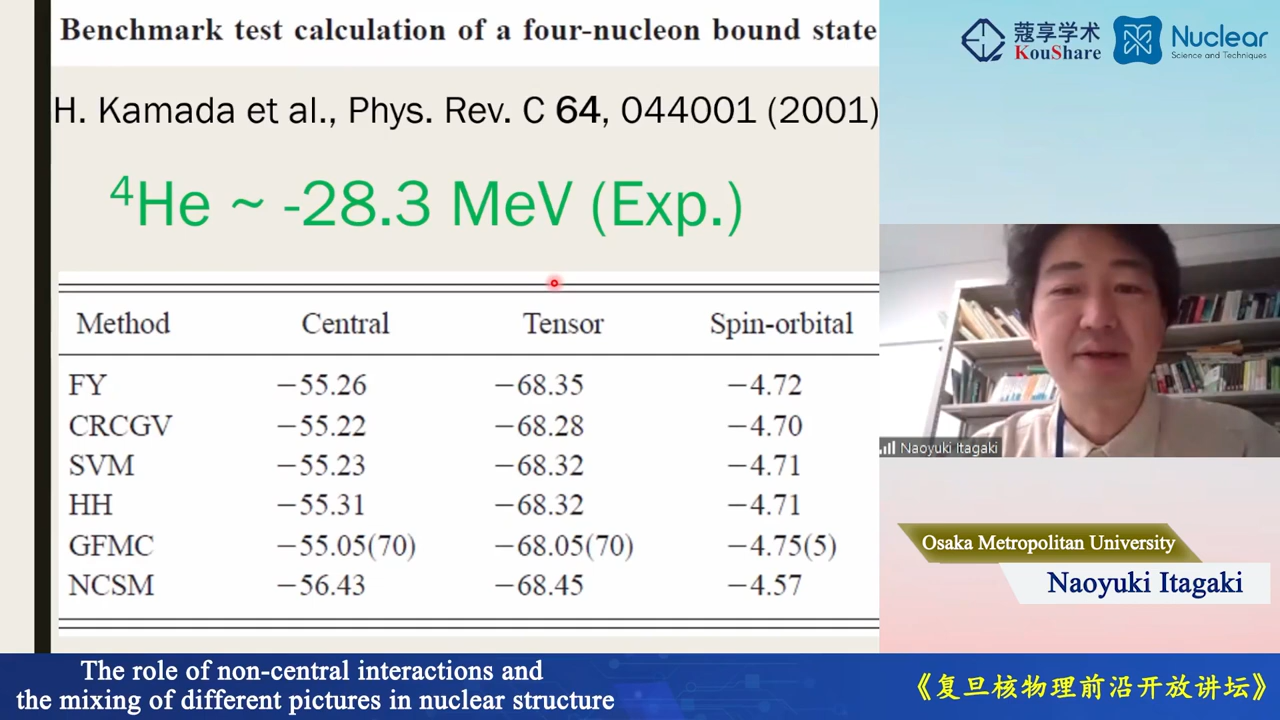 Benchmark test calculation of a four-nucleon bound state
H. Kamada et al., Phys. Rev. C 64, 044001 (2001)
⁴He ~ -28.3 MeV (Exp.)
Method Central Tensor Spin-orbital
FY −55.26 −68.35 −4.72
CRCGV −55.22 −68.28 −4.70
SVM −55.23 −68.32 −4.71
HH −55.31 −68.32 −4.71
GFMC −55.05(70) −68.05(70) −4.75(5)
NCSM −56.43 −68.45 −4.57
蔻享学术
KouShare
Nuclear
Science and Techniques
Naoyuki Itagaki
Osaka Metropolitan University
Naoyuki Itagaki
The role of non-central interactions and
the mixing of different pictures in nuclear structure
《复旦核物理前沿开放讲坛》